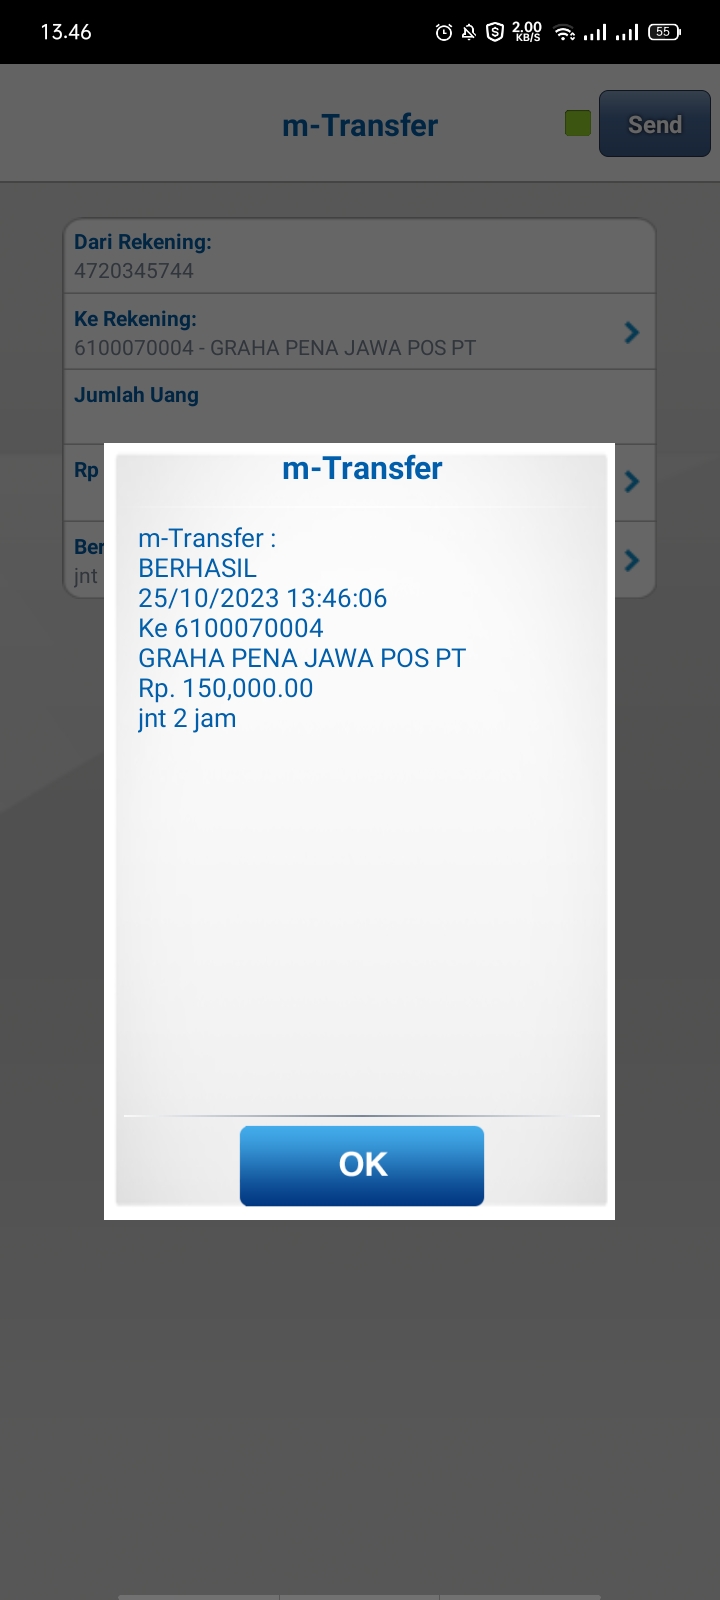 13.46
2.00
KB/S
55
m-Transfer
Send
Dari Rekening:
4720345744
Ke Rekening:
6100070004 - GRAHA PENA JAWA POS PT
Jumlah Uang
Rp
Ber
jnt
m-Transfer
m-Transfer :
BERHASIL
25/10/2023 13:46:06
Ke 6100070004
GRAHA PENA JAWA POS PT
Rp. 150,000.00
jnt 2 jam
OK